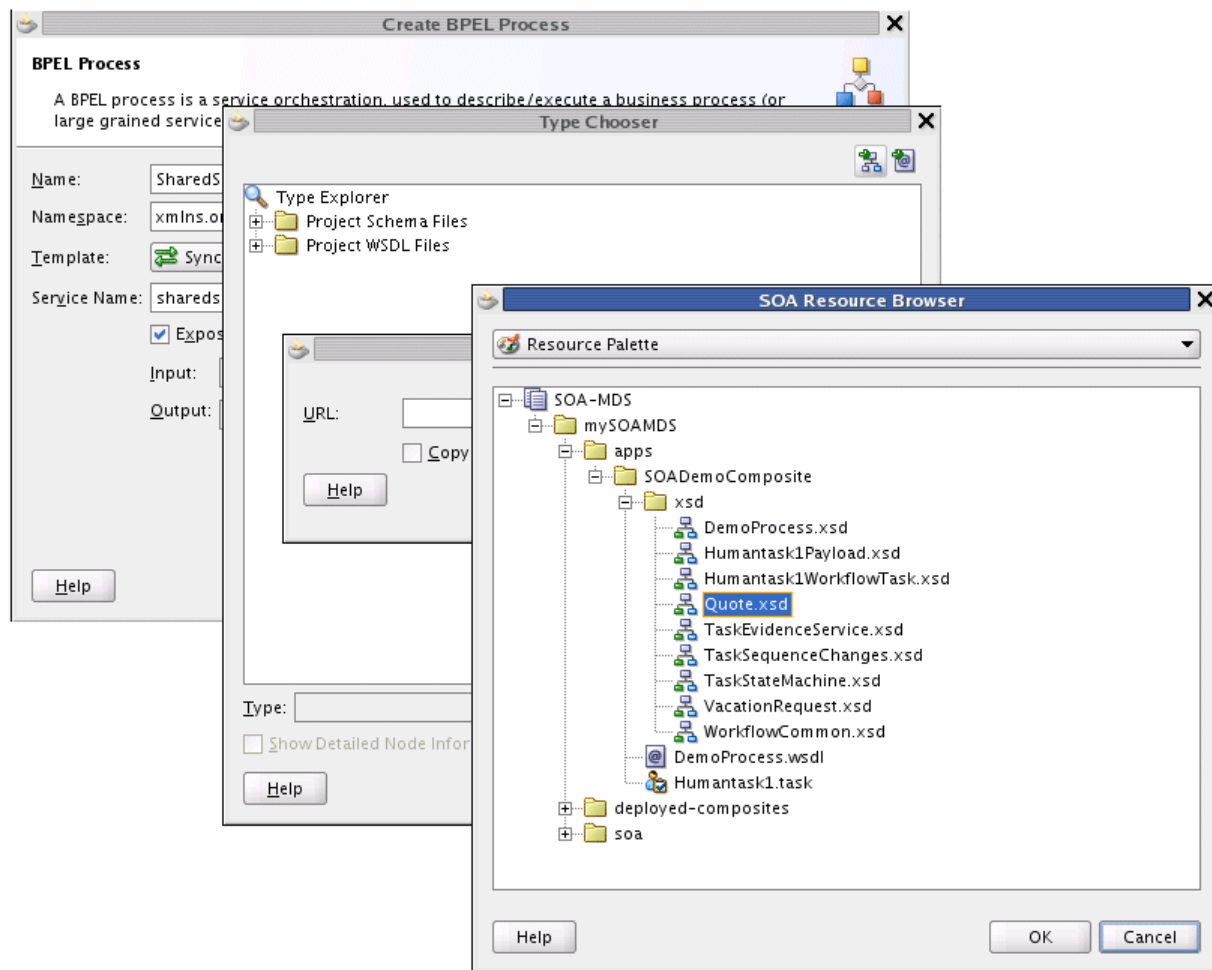 Create BPEL Process
BPEL Process
A BPEL process is a service orchestration, used to describe/execute a business process (or
large grained service
Name:
SharedS
Namespace:
xmlns.or
Template:
Sync
Service Name:
shareds
Expos
Input:
Output:
Help
Type Chooser
Type Explorer
Project Schema Files
Project WSDL Files
URL:
Copy
Help
Type:
Show Detailed Node Infor
Help
SOA Resource Browser
Resource Palette
SOA-MDS
mySOAMDS
apps
SOADemoComposite
xsd
DemoProcess.xsd
Humantask1Payload.xsd
Humantask1WorkflowTask.xsd
Quote.xsd
TaskEvidenceService.xsd
TaskSequenceChanges.xsd
TaskStateMachine.xsd
VacationRequest.xsd
WorkflowCommon.xsd
DemoProcess.wsdl
Humantask1.task
deployed-composites
soa
Help
OK
Cancel